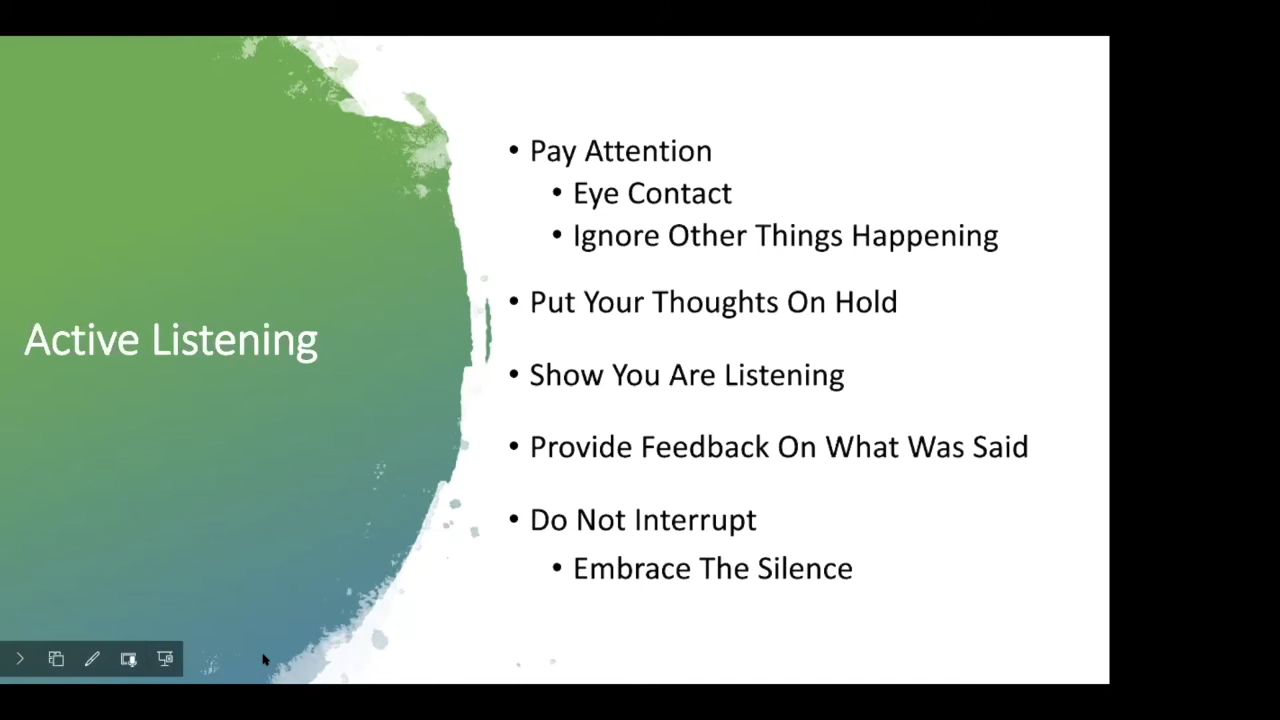 Active Listening
• Pay Attention
• Eye Contact
• Ignore Other Things Happening
• Put Your Thoughts On Hold
• Show You Are Listening
• Provide Feedback On What Was Said
• Do Not Interrupt
• Embrace The Silence